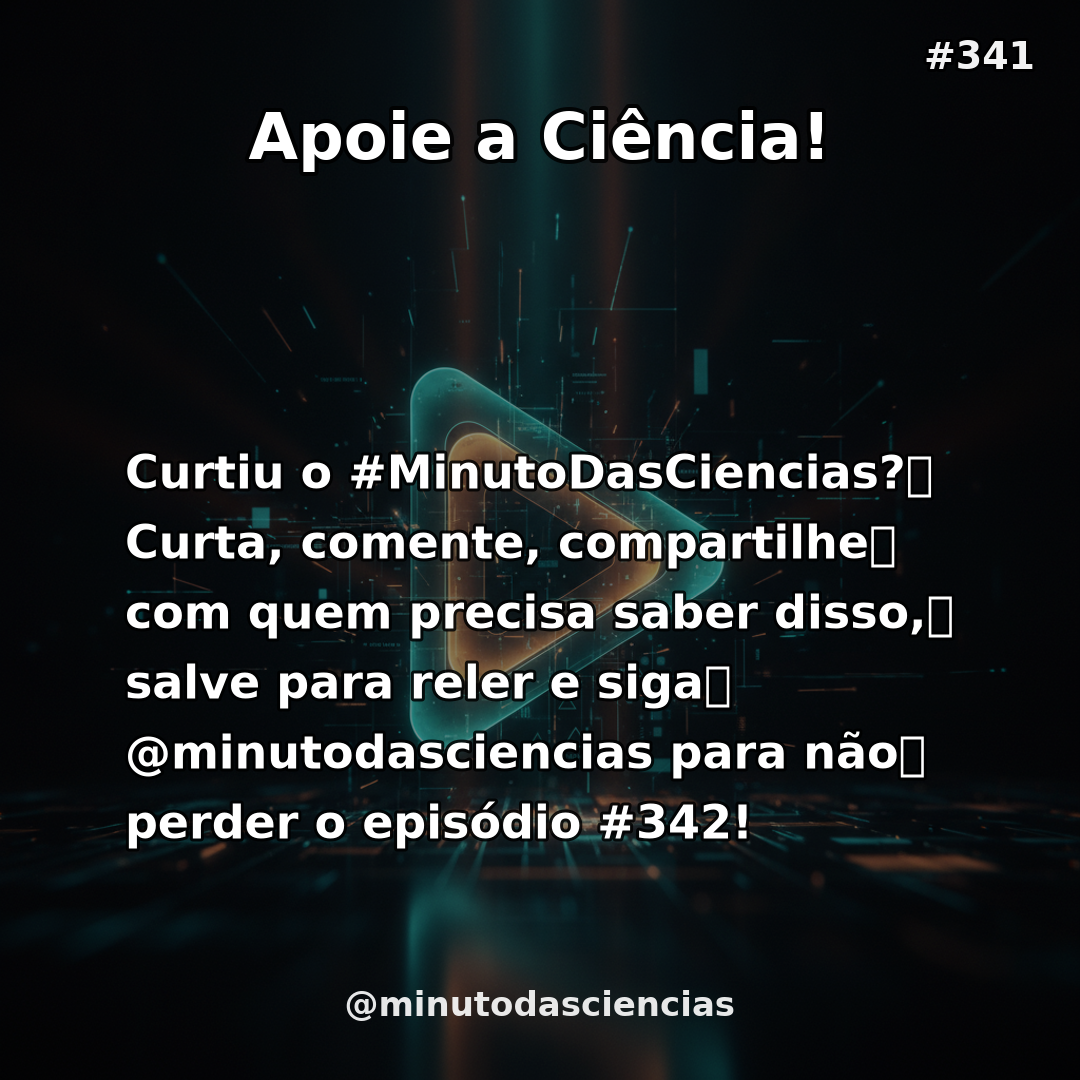 #341
Apoie a Ciência!
Curtiu o #MinutoDasCiencias?▯
Curta, comente, compartilhe▯
com quem precisa saber disso,▯
salve para reler e siga▯
@minutodasciencias para não▯
perder o episódio #342!
@minutodasciencias